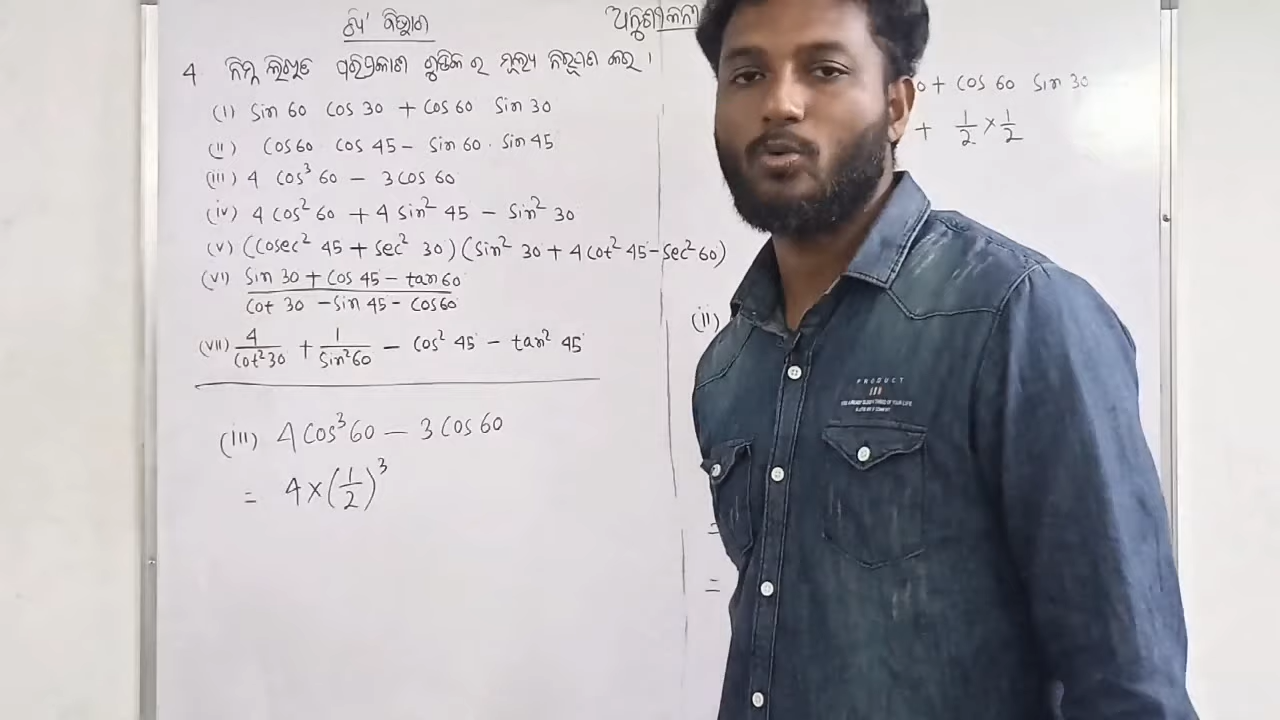 'ଖ' ବିଭାଗ
ଅନୁଶୀଳନୀ
4 ନିମ୍ନ ଲିଖିତ ପରିପ୍ରକାଶ ଗୁଡିକ ର ମୂଲ୍ୟ ନିରୂପଣ କର ।
(i) Sin 60 cos 30 + cos 60 Sin 30
(ii) cos 60 cos 45 - Sin 60 . Sin 45
(iii) 4 cos³ 60 - 3 cos 60
(iv) 4 cos² 60 + 4 sin² 45 - Sin² 30
(v) (cosec² 45 + sec² 30) (sin² 30 + 4 cot² 45 - sec² 60)
(vi) Sin 30 + cos 45 - tan 60
cot 30 - Sin 45 - cos 60
(vii) 4/cot² 30 + 1/Sin² 60 - cos² 45 - tan² 45
(iii) 4 cos³ 60 - 3 cos 60
= 4 × (1/2)³
0 + cos 60 Sin 30
+ 1/2 × 1/2
(ii)
=
=
PRODUCT